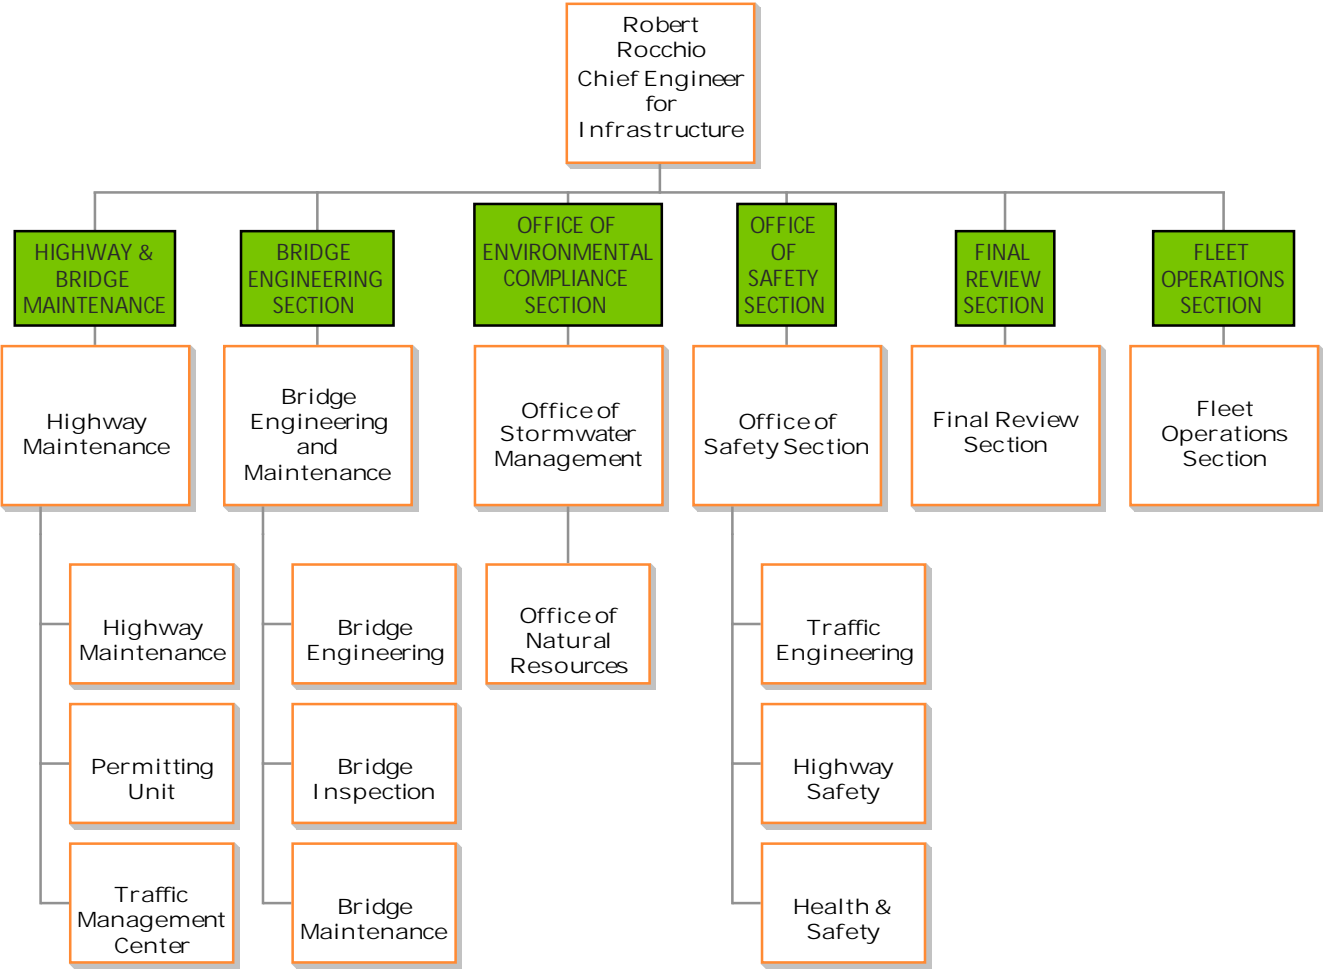 Robert
Rocchio
Chief Engineer
for
Infrastructure
HIGHWAY &
BRIDGE
MAINTENANCE
BRIDGE
ENGINEERING
SECTION
OFFICE OF
ENVIRONMENTAL
COMPLIANCE
SECTION
OFFICE
OF
SAFETY
SECTION
FINAL
REVIEW
SECTION
FLEET
OPERATIONS
SECTION
Highway
Maintenance
Bridge
Engineering
and
Maintenance
Office of
Stormwater
Management
Office of
Safety Section
Final Review
Section
Fleet
Operations
Section
Highway
Maintenance
Bridge
Engineering
Office of
Natural
Resources
Traffic
Engineering
Permitting
Unit
Bridge
Inspection
Highway
Safety
Traffic
Management
Center
Bridge
Maintenance
Health &
Safety